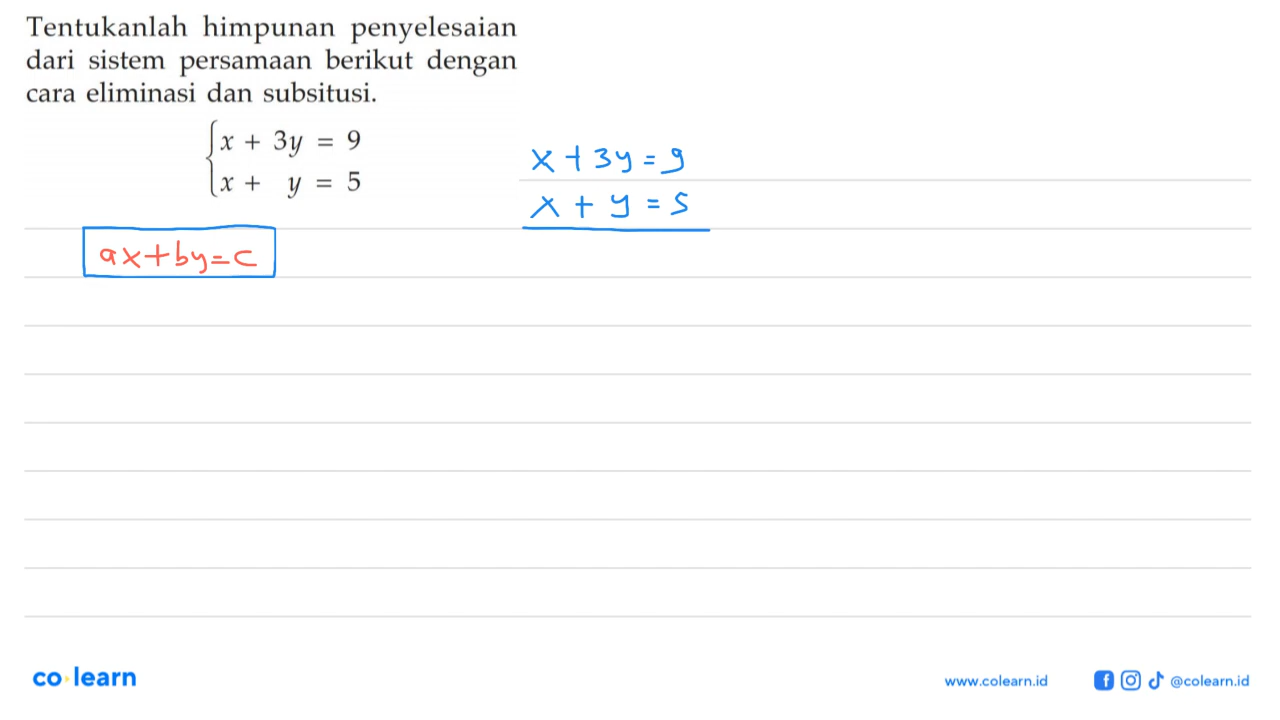 Tentukanlah himpunan penyelesaian
dari sistem persamaan berikut dengan
cara eliminasi dan subsitusi.
x + 3y = 9
x + y = 5
x + 3y = 9
x + y = 5
ax + by = c
co learn
www.colearn.id @colearn.id